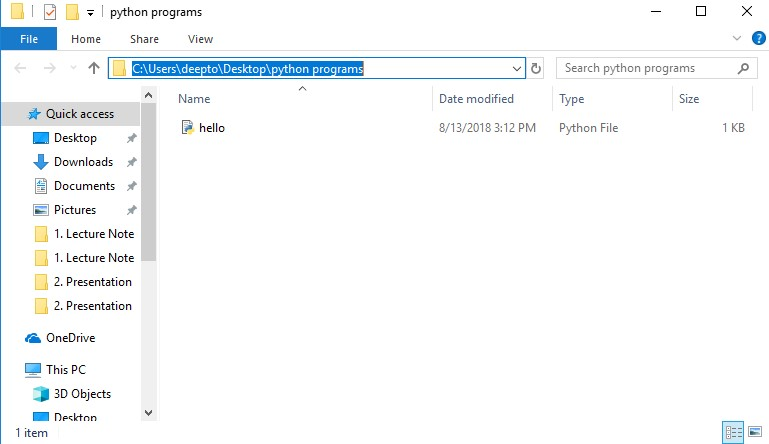 python programs
File Home Share View
C:\Users\deepto\Desktop\python programs
Search python programs
Quick access
Desktop
Downloads
Documents
Pictures
1. Lecture Note
1. Lecture Note
2. Presentation
2. Presentation
OneDrive
This PC
3D Objects
Desktop
Name Date modified Type Size
hello 8/13/2018 3:12 PM Python File 1 KB
1 item